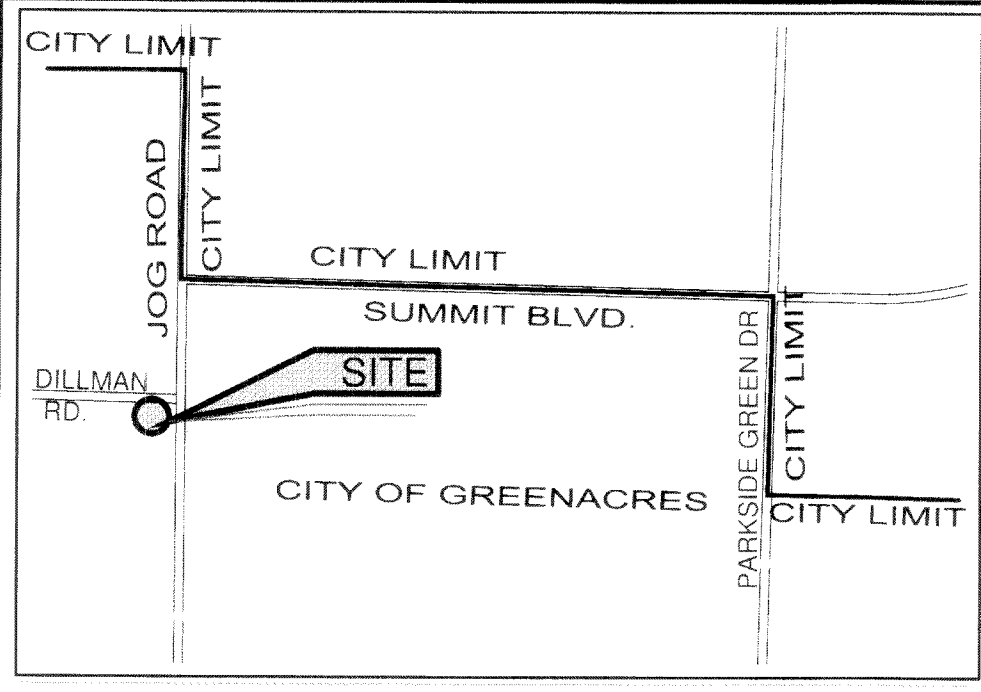 CITY LIMIT
CITY LIMIT
JOG ROAD
CITY LIMIT
SUMMIT BLVD.
SITE
DILLMAN
RD.
PARKSIDE GREEN DR
CITY LIMIT
CITY OF GREENACRES
CITY LIMIT